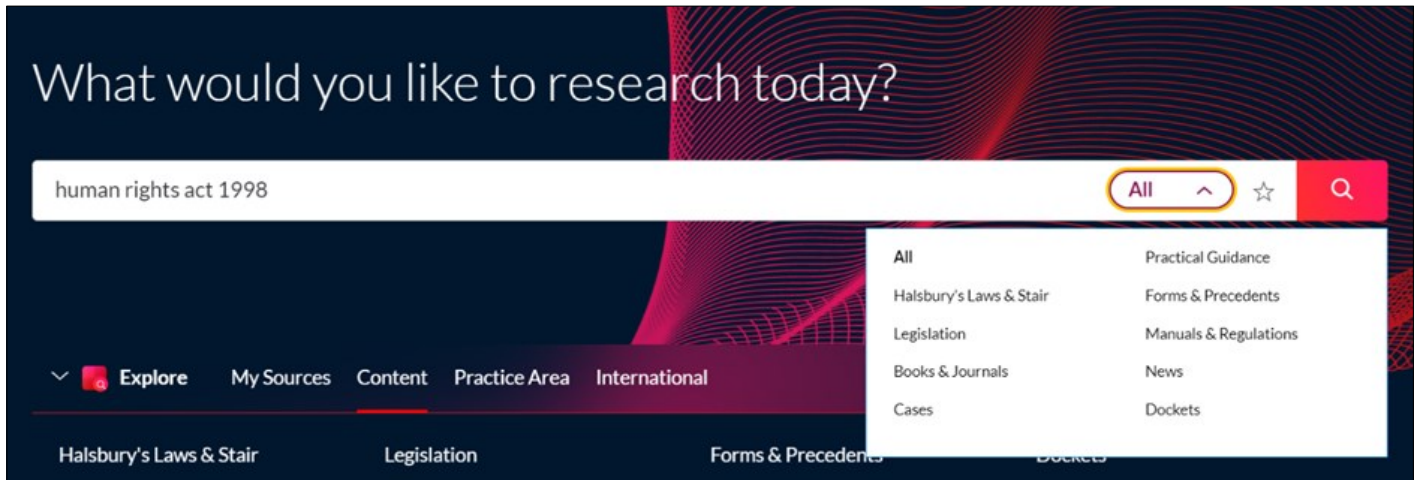 What would you like to research today?
human rights act 1998
All
All
Practical Guidance
Halsbury's Laws & Stair
Forms & Precedents
Legislation
Manuals & Regulations
Books & Journals
News
Cases
Dockets
Explore My Sources Content Practice Area International
Halsbury's Laws & Stair Legislation Forms & Precedents Dockets